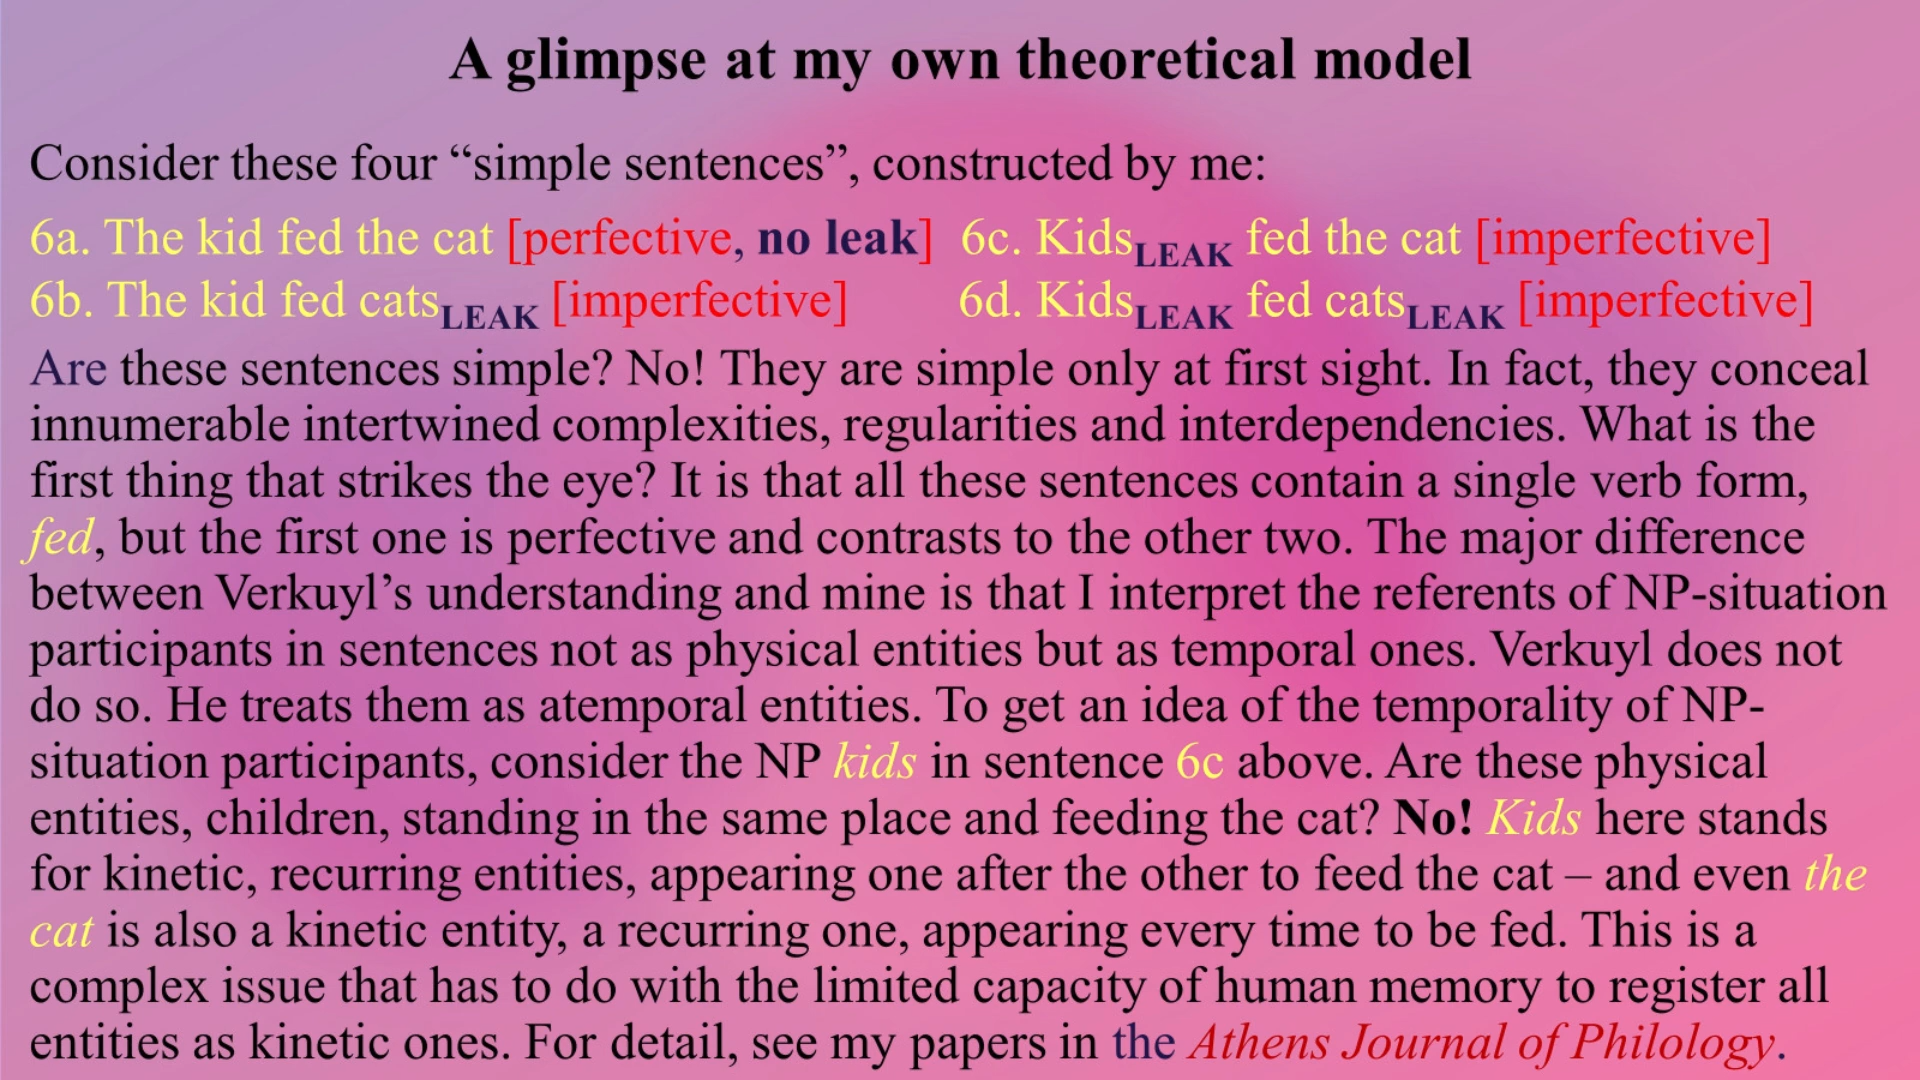 A glimpse at my own theoretical model
Consider these four “simple sentences”, constructed by me:
6a. The kid fed the cat [perfective, no leak] 6c. KidsLEAK fed the cat [imperfective]
6b. The kid fed catsLEAK [imperfective] 6d. KidsLEAK fed catsLEAK [imperfective]
Are these sentences simple? No! They are simple only at first sight. In fact, they conceal
innumerable intertwined complexities, regularities and interdependencies. What is the
first thing that strikes the eye? It is that all these sentences contain a single verb form,
fed, but the first one is perfective and contrasts to the other two. The major difference
between Verkuyl’s understanding and mine is that I interpret the referents of NP-situation
participants in sentences not as physical entities but as temporal ones. Verkuyl does not
do so. He treats them as atemporal entities. To get an idea of the temporality of NP-
situation participants, consider the NP kids in sentence 6c above. Are these physical
entities, children, standing in the same place and feeding the cat? No! Kids here stands
for kinetic, recurring entities, appearing one after the other to feed the cat – and even the
cat is also a kinetic entity, a recurring one, appearing every time to be fed. This is a
complex issue that has to do with the limited capacity of human memory to register all
entities as kinetic ones. For detail, see my papers in the Athens Journal of Philology.